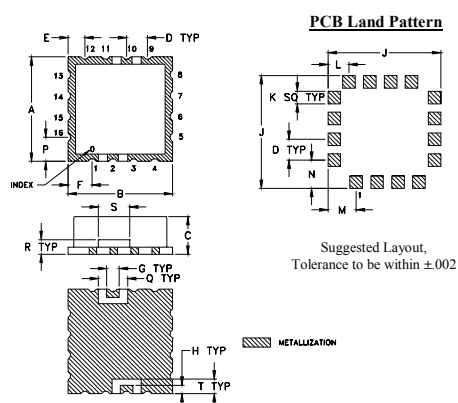 PCB Land Pattern
E
D TYP
12 11 10 9
13
14
15
16
8
7
6
5
A
P
0
1 2 3 4
INDEX
F
B
S
R TYP
C
G TYP
Q TYP
H TYP
T TYP
J
L
K SQ TYP
J
D TYP
N
1
M
Suggested Layout,
Tolerance to be within ±.002
METALLIZATION